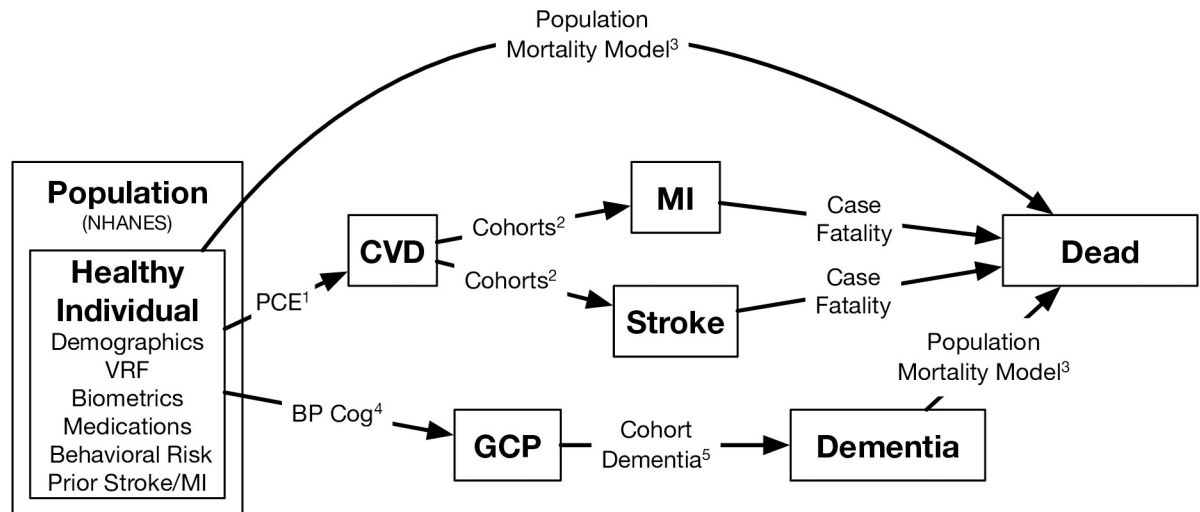 Population
Mortality Model³
Population
(NHANES)
Healthy
Individual
Demographics
VRF
Biometrics
Medications
Behavioral Risk
Prior Stroke/MI
PCE¹
CVD
Cohorts²
Cohorts²
MI
Stroke
Case
Fatality
Case
Fatality
Dead
BP Cog⁴
GCP
Cohort
Dementia⁵
Dementia
Population
Mortality Model³